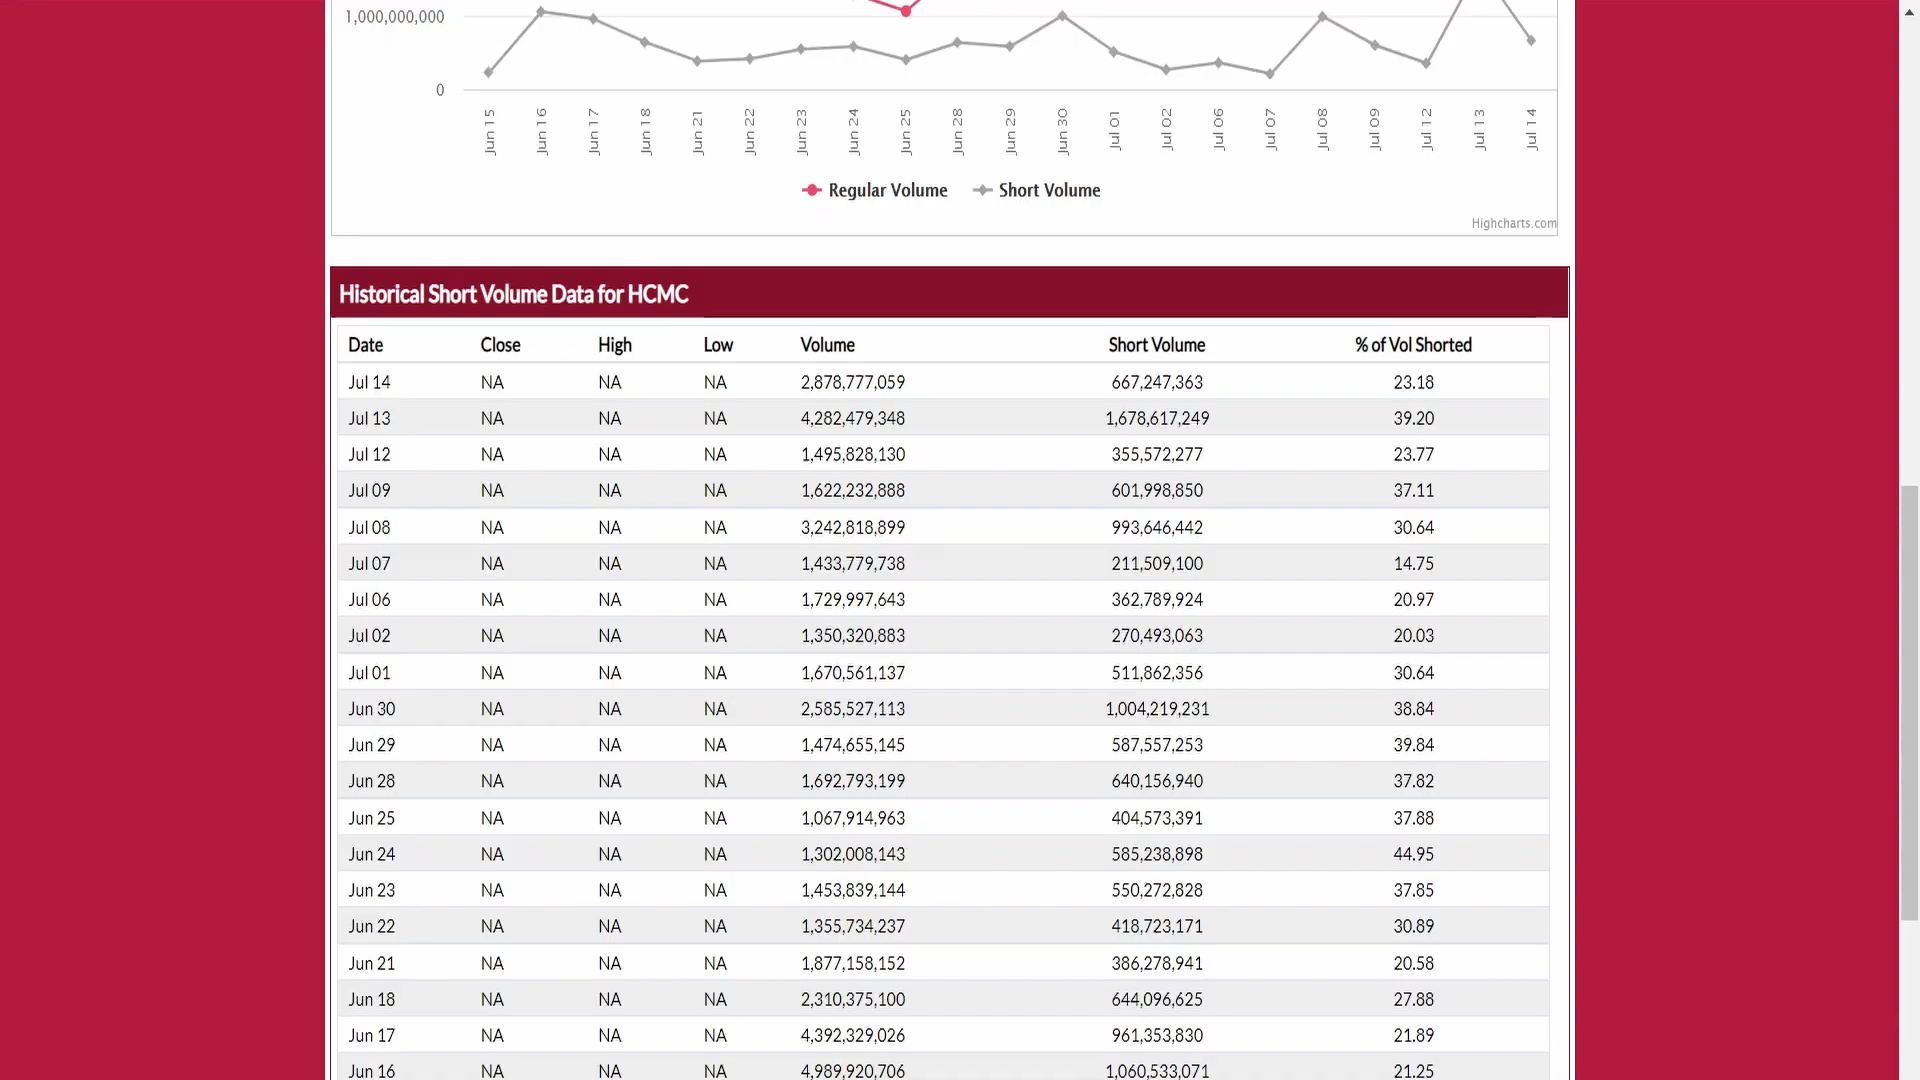 1,000,000,000
0
Jun 15 Jun 16 Jun 17 Jun 18 Jun 21 Jun 22 Jun 23 Jun 24 Jun 25 Jun 28 Jun 29 Jun 30 Jul 01 Jul 02 Jul 06 Jul 07 Jul 08 Jul 09 Jul 12 Jul 13 Jul 14
Regular Volume Short Volume
Highcharts.com
Historical Short Volume Data for HCMC
Date Close High Low Volume Short Volume % of Vol Shorted
Jul 14 NA NA NA 2,878,777,059 667,247,363 23.18
Jul 13 NA NA NA 4,282,479,348 1,678,617,249 39.20
Jul 12 NA NA NA 1,495,828,130 355,572,277 23.77
Jul 09 NA NA NA 1,622,232,888 601,998,850 37.11
Jul 08 NA NA NA 3,242,818,899 993,646,442 30.64
Jul 07 NA NA NA 1,433,779,738 211,509,100 14.75
Jul 06 NA NA NA 1,729,997,643 362,789,924 20.97
Jul 02 NA NA NA 1,350,320,883 270,493,063 20.03
Jul 01 NA NA NA 1,670,561,137 511,862,356 30.64
Jun 30 NA NA NA 2,585,527,113 1,004,219,231 38.84
Jun 29 NA NA NA 1,474,655,145 587,557,253 39.84
Jun 28 NA NA NA 1,692,793,199 640,156,940 37.82
Jun 25 NA NA NA 1,067,914,963 404,573,391 37.88
Jun 24 NA NA NA 1,302,008,143 585,238,898 44.95
Jun 23 NA NA NA 1,453,839,144 550,272,828 37.85
Jun 22 NA NA NA 1,355,734,237 418,723,171 30.89
Jun 21 NA NA NA 1,877,158,152 386,278,941 20.58
Jun 18 NA NA NA 2,310,375,100 644,096,625 27.88
Jun 17 NA NA NA 4,392,329,026 961,353,830 21.89
Jun 16 NA NA NA 4,989,920,706 1,060,533,071 21.25